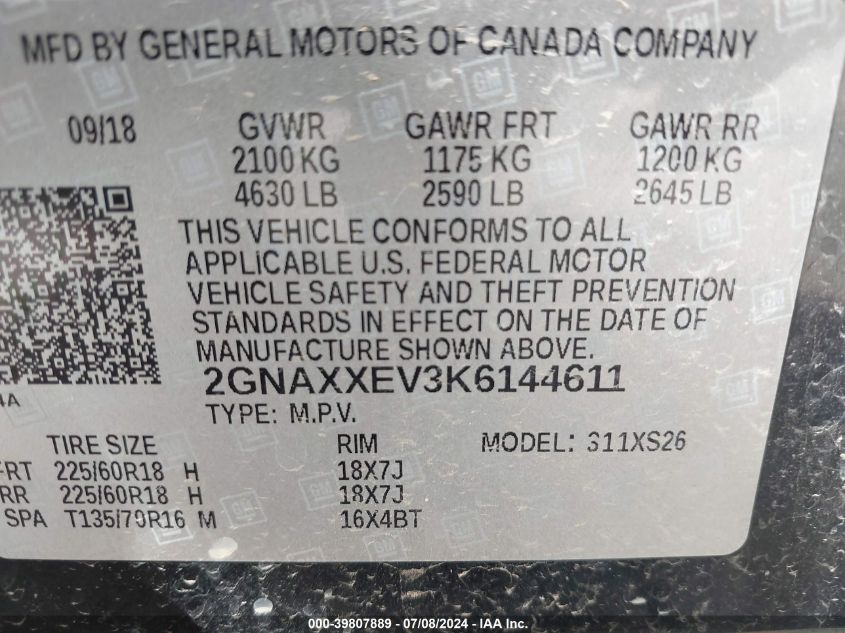 MFD BY GENERAL MOTORS OF CANADA COMPANY
09/18 GVWR GAWR FRT GAWR RR
2100 KG 1175 KG 1200 KG
4630 LB 2590 LB 2645 LB
THIS VEHICLE CONFORMS TO ALL
APPLICABLE U.S. FEDERAL MOTOR
VEHICLE SAFETY AND THEFT PREVENTION
STANDARDS IN EFFECT ON THE DATE OF
MANUFACTURE SHOWN ABOVE.
2GNAXXEV3K6144611
TYPE: M.P.V.
TIRE SIZE RIM MODEL: 311XS26
FRT 225/60R18 H 18X7J
RR 225/60R18 H 18X7J
SPA T135/70R16 M 16X4BT
000-39807889 / 07/08/2024 - IAA Inc.